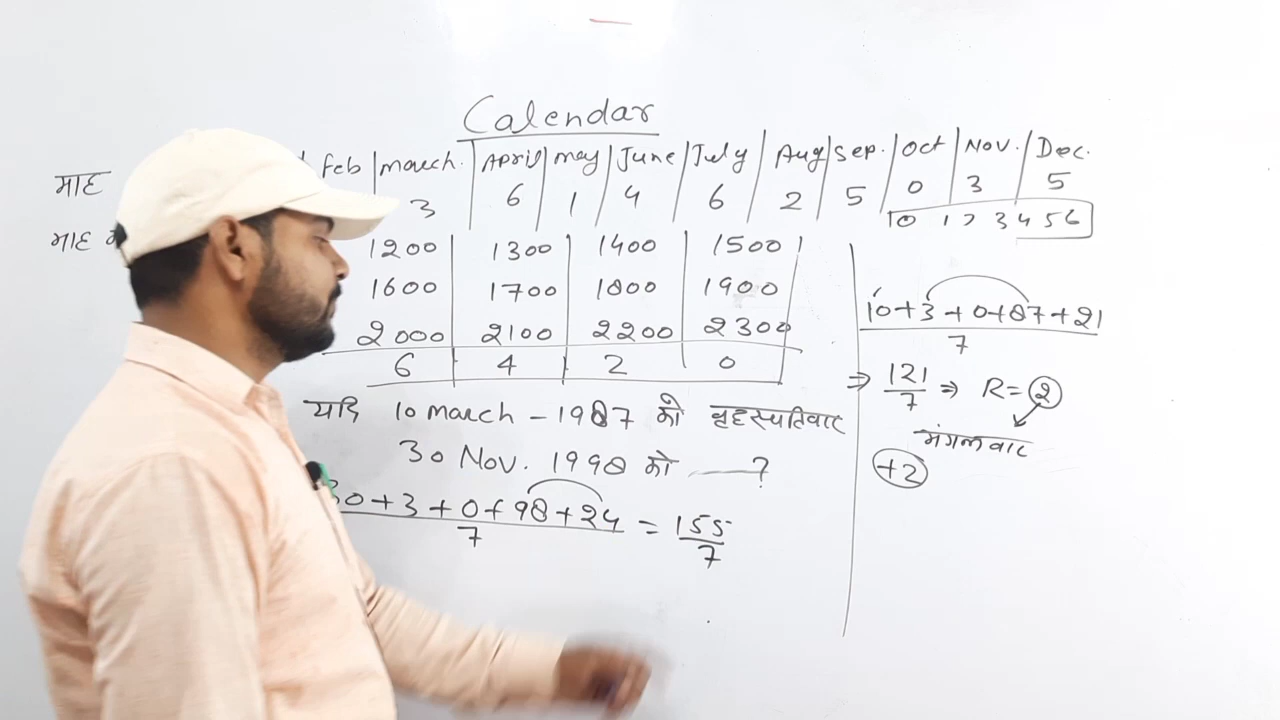 Calendar
माह Feb march. April may June July Aug Sep. Oct Nov. Dec.
माह 3 6 1 4 6 2 5 0 3 5
0 1 2 3 4 5 6
1200 1300 1400 1500
1600 1700 1800 1900
2000 2100 2200 2300
6 4 2 0
यदि 10 march - 1987 को बृहस्पतिवार
30 Nov. 1998 को ——?
30+3+0+98+24 = 155
7 7
10+3+0+87+21
7
⇒ 121 ⇒ R=2
7
मंगलवार
+2